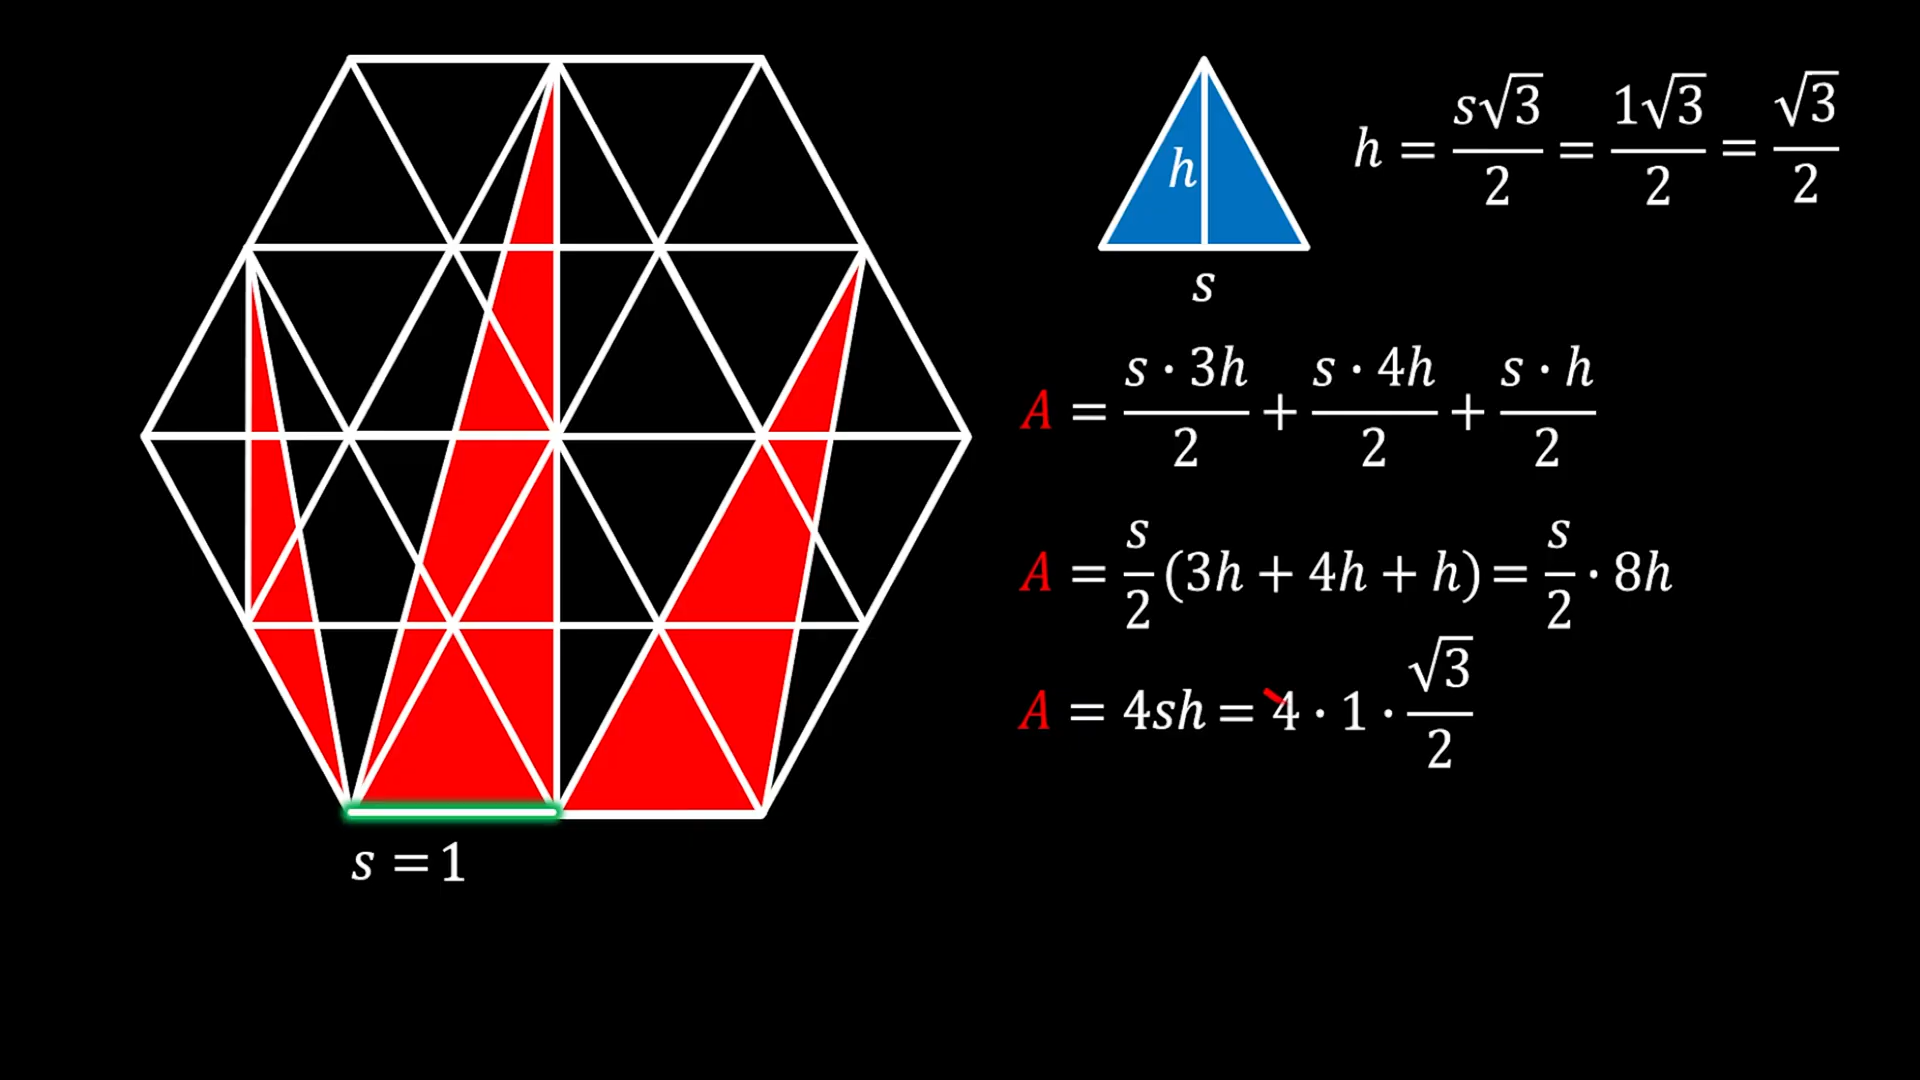 h = s√3/2 = 1√3/2 = √3/2
h
s
A = s · 3h/2 + s · 4h/2 + s · h/2
A = s/2 (3h + 4h + h) = s/2 · 8h
A = 4sh = 4 · 1 · √3/2
s = 1